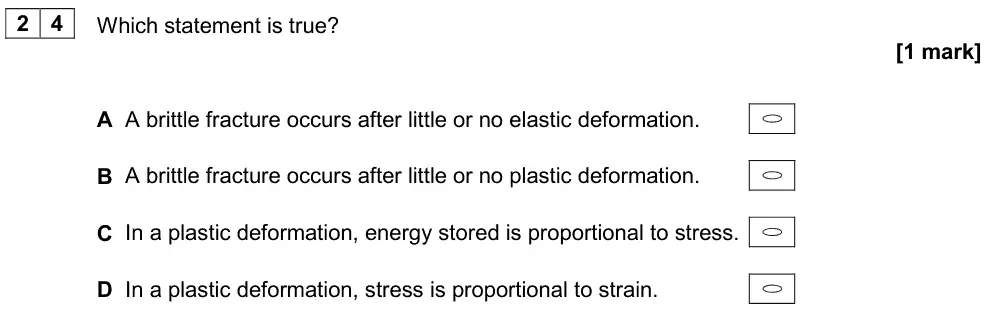 2 4 Which statement is true?
[1 mark]
A A brittle fracture occurs after little or no elastic deformation.
B A brittle fracture occurs after little or no plastic deformation.
C In a plastic deformation, energy stored is proportional to stress.
D In a plastic deformation, stress is proportional to strain.